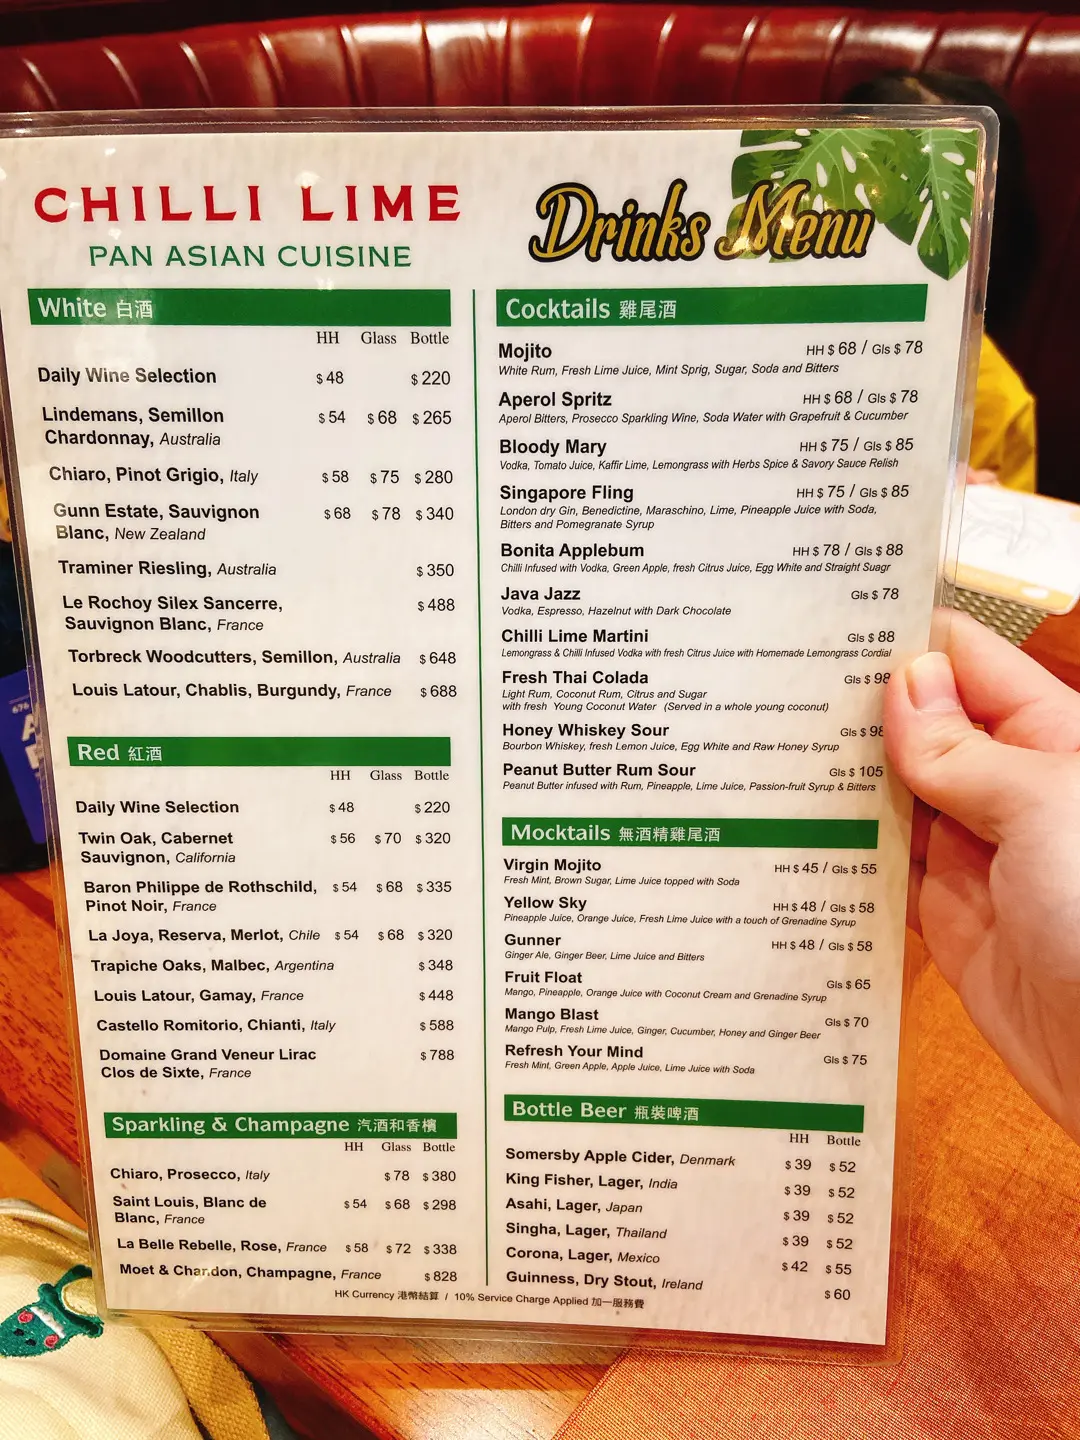 CHILLI LIME
PAN ASIAN CUISINE
Drinks Menu
White 白酒
HH Glass Bottle
Daily Wine Selection $ 48 $ 220
Lindemans, Semillon $ 54 $ 68 $ 265
Chardonnay, Australia
Chiaro, Pinot Grigio, Italy $ 58 $ 75 $ 280
Gunn Estate, Sauvignon $ 68 $ 78 $ 340
Blanc, New Zealand
Traminer Riesling, Australia $ 350
Le Rochoy Silex Sancerre, $ 488
Sauvignon Blanc, France
Torbreck Woodcutters, Semillon, Australia $ 648
Louis Latour, Chablis, Burgundy, France $ 688
Red 紅酒
HH Glass Bottle
Daily Wine Selection $ 48 $ 220
Twin Oak, Cabernet $ 56 $ 70 $ 320
Sauvignon, California
Baron Philippe de Rothschild, $ 54 $ 68 $ 335
Pinot Noir, France
La Joya, Reserva, Merlot, Chile $ 54 $ 68 $ 320
Trapiche Oaks, Malbec, Argentina $ 348
Louis Latour, Gamay, France $ 448
Castello Romitorio, Chianti, Italy $ 588
Domaine Grand Veneur Lirac $ 788
Clos de Sixte, France
Sparkling & Champagne 汽酒和香檳
HH Glass Bottle
Chiaro, Prosecco, Italy $ 78 $ 380
Saint Louis, Blanc de $ 54 $ 68 $ 298
Blanc, France
La Belle Rebelle, Rose, France $ 58 $ 72 $ 338
Moet & Chandon, Champagne, France $ 828
Cocktails 雞尾酒
Mojito HH $ 68 / Gls $ 78
White Rum, Fresh Lime Juice, Mint Sprig, Sugar, Soda and Bitters
Aperol Spritz HH $ 68 / Gls $ 78
Aperol Bitters, Prosecco Sparkling Wine, Soda Water with Grapefruit & Cucumber
Bloody Mary HH $ 75 / Gls $ 85
Vodka, Tomato Juice, Kaffir Lime, Lemongrass with Herbs Spice & Savory Sauce Relish
Singapore Fling HH $ 75 / Gls $ 85
London dry Gin, Benedictine, Maraschino, Lime, Pineapple Juice with Soda,
Bitters and Pomegranate Syrup
Bonita Applebum HH $ 78 / Gls $ 88
Chilli Infused with Vodka, Green Apple, fresh Citrus Juice, Egg White and Straight Suagr
Java Jazz Gls $ 78
Vodka, Espresso, Hazelnut with Dark Chocolate
Chilli Lime Martini Gls $ 88
Lemongrass & Chilli Infused Vodka with fresh Citrus Juice with Homemade Lemongrass Cordial
Fresh Thai Colada Gls $ 98
Light Rum, Coconut Rum, Citrus and Sugar
with fresh Young Coconut Water (Served in a whole young coconut)
Honey Whiskey Sour Gls $ 98
Bourbon Whiskey, fresh Lemon Juice, Egg White and Raw Honey Syrup
Peanut Butter Rum Sour Gls $ 105
Peanut Butter infused with Rum, Pineapple, Lime Juice, Passion-fruit Syrup & Bitters
Mocktails 無酒精雞尾酒
Virgin Mojito HH $ 45 / Gls $ 55
Fresh Mint, Brown Sugar, Lime Juice topped with Soda
Yellow Sky HH $ 48 / Gls $ 58
Pineapple Juice, Orange Juice, Fresh Lime Juice with a touch of Grenadine Syrup
Gunner HH $ 48 / Gls $ 58
Ginger Ale, Ginger Beer, Lime Juice and Bitters
Fruit Float Gls $ 65
Mango, Pineapple, Orange Juice with Coconut Cream and Grenadine Syrup
Mango Blast Gls $ 70
Mango Pulp, Fresh Lime Juice, Ginger, Cucumber, Honey and Ginger Beer
Refresh Your Mind Gls $ 75
Fresh Mint, Green Apple, Apple Juice, Lime Juice with Soda
Bottle Beer 瓶裝啤酒
HH Bottle
Somersby Apple Cider, Denmark $ 39 $ 52
King Fisher, Lager, India $ 39 $ 52
Asahi, Lager, Japan $ 39 $ 52
Singha, Lager, Thailand $ 39 $ 52
Corona, Lager, Mexico $ 42 $ 55
Guinness, Dry Stout, Ireland $ 60
HK Currency 港幣結算 / 10% Service Charge Applied 加一服務費